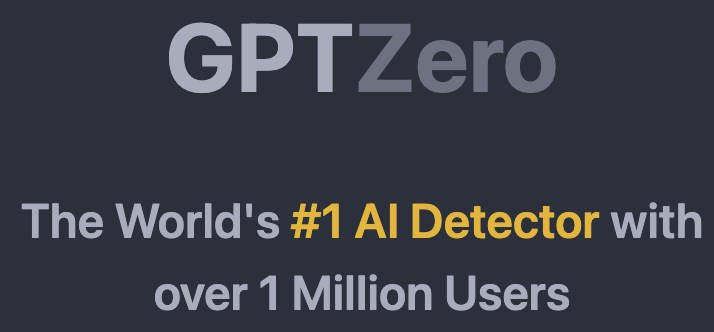 GPTZero
The World's #1 AI Detector with
over 1 Million Users